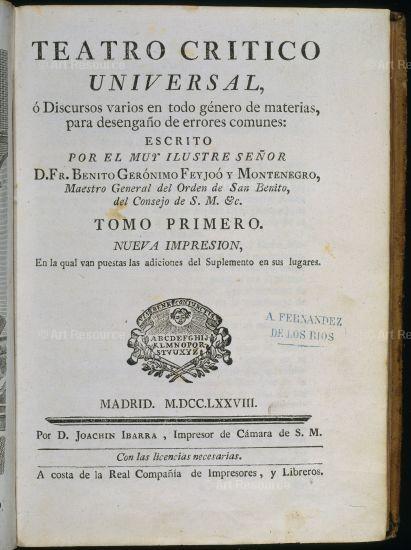 TEATRO CRITICO
UNIVERSAL,
ó Discursos varios en todo género de materias,
para desengaño de errores comunes:
ESCRITO
POR EL MUY ILUSTRE SEÑOR
D. FR. BENITO GERÓNIMO FEYJOÓ Y MONTENEGRO,
Maestro General del Orden de San Benito,
del Consejo de S. M. &c.
TOMO PRIMERO.
NUEVA IMPRESION,
En la qual van puestas las adiciones del Suplemento en sus lugares.
ABCDEFGHIJ
KLMNOPQR
STVUXYZ
A. FERNANDEZ
DE LOS RIOS
MADRID. M.DCC.LXXVIII.
Por D. JOACHIN IBARRA, Impresor de Cámara de S. M.
Con las licencias necesarias.
A costa de la Real Compañía de Impresores, y Libreros.
Art Resource